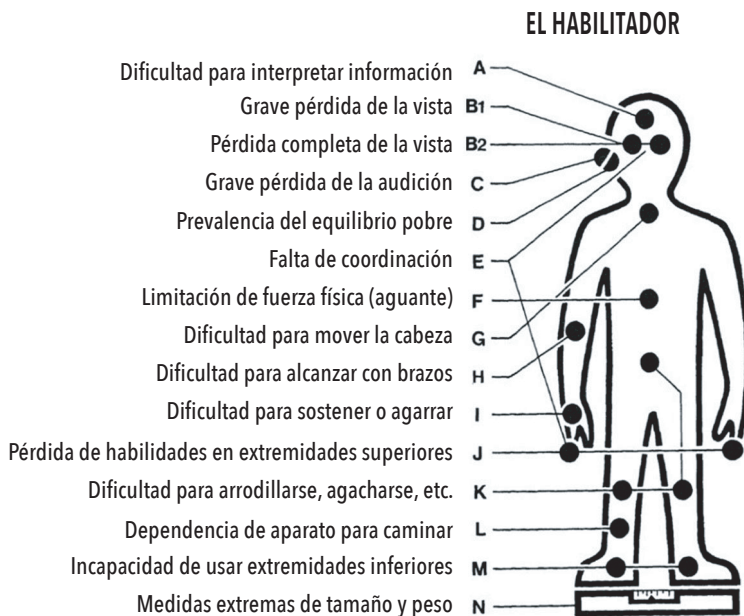 EL HABILITADOR
Dificultad para interpretar información A
Grave pérdida de la vista B1
Pérdida completa de la vista B2
Grave pérdida de la audición C
Prevalencia del equilibrio pobre D
Falta de coordinación E
Limitación de fuerza física (aguante) F
Dificultad para mover la cabeza G
Dificultad para alcanzar con brazos H
Dificultad para sostener o agarrar I
Pérdida de habilidades en extremidades superiores J
Dificultad para arrodillarse, agacharse, etc. K
Dependencia de aparato para caminar L
Incapacidad de usar extremidades inferiores M
Medidas extremas de tamaño y peso N